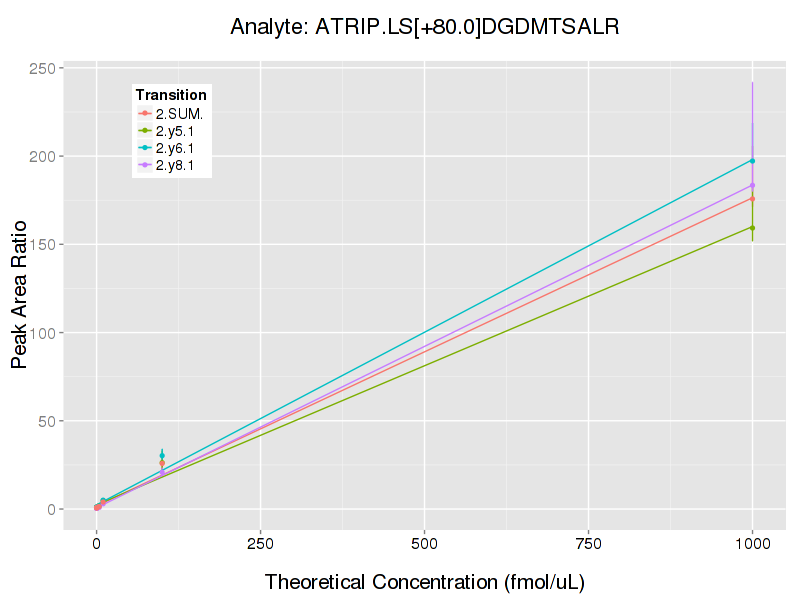 Analyte: ATRIP.LS[+80.0]DGDMTSALR
250
200
150
100
50
0
Peak Area Ratio
Transition
2.SUM.
2.y5.1
2.y6.1
2.y8.1
0 250 500 750 1000
Theoretical Concentration (fmol/uL)